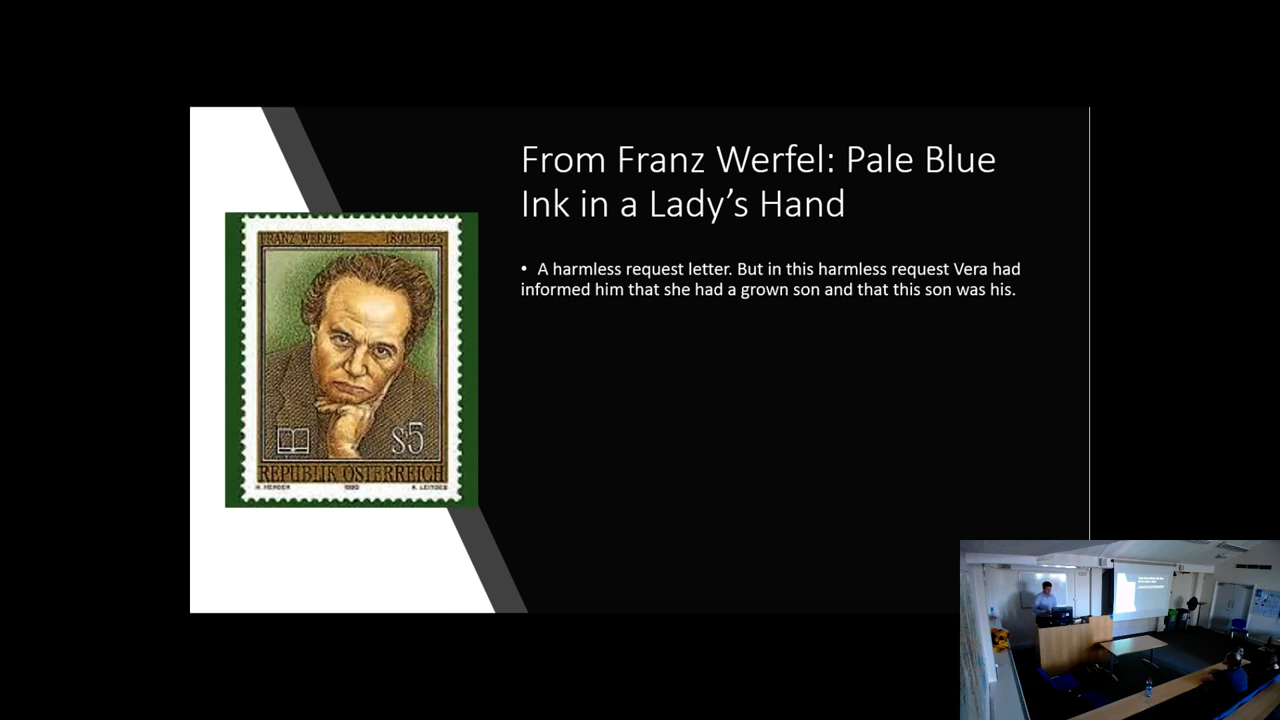 From Franz Werfel: Pale Blue
Ink in a Lady’s Hand
• A harmless request letter. But in this harmless request Vera had
informed him that she had a grown son and that this son was his.
FRANZ WERFEL 1890-1945
S5
REPUBLIK ÖSTERREICH
1990